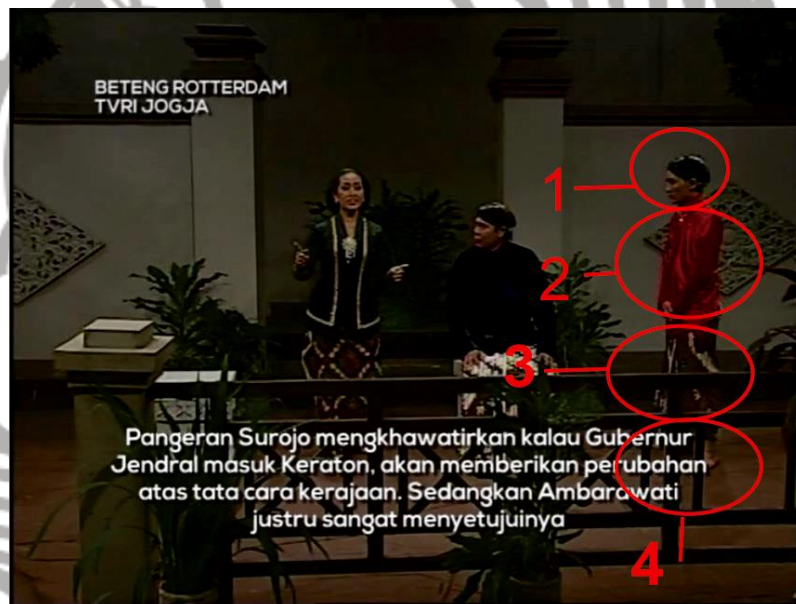 BETENG ROTTERDAM
TVRI JOGJA
1
2
3
Pangeran Surojo mengkhawatirkan kalau Gubernur
Jendral masuk Keraton, akan memberikan perubahan
atas tata cara kerajaan. Sedangkan Ambarawati
justru sangat menyetujuinya
4